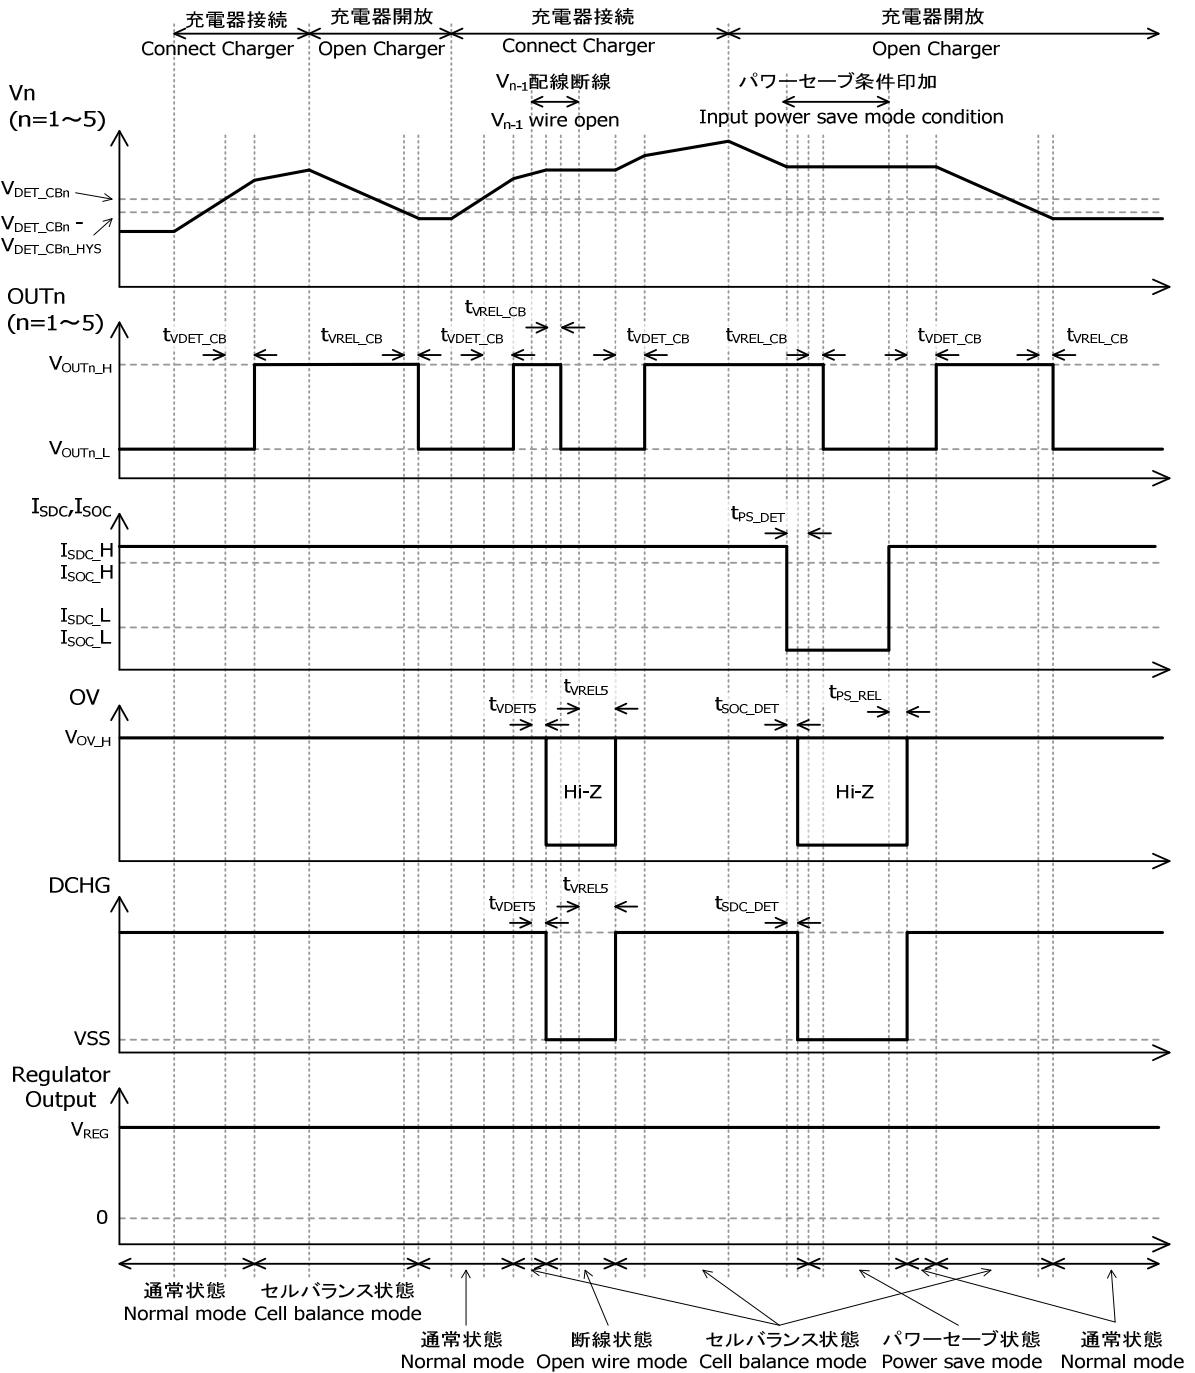 充電器接続 充電器開放 充電器接続 充電器開放
Connect Charger Open Charger Connect Charger Open Charger
Vn-1配線断線 パワーセーブ条件印加
Vn-1 wire open Input power save mode condition
Vn
(n=1～5)
VDET_CBn
VDET_CBn -
VDET_CBn_HYS
OUTn
(n=1～5)
tVREL_CB
tVDET_CB tVREL_CB tVDET_CB tVDET_CB tVREL_CB tVDET_CB tVREL_CB
VOUTn_H
VOUTn_L
ISDC,ISOC
tPS_DET
ISDC_H
ISOC_H
ISDC_L
ISOC_L
OV
tVREL5 tPS_REL
tVDET5 tSOC_DET
VOV_H
Hi-Z Hi-Z
DCHG
tVREL5
tVDET5 tSDC_DET
VSS
Regulator
Output
VREG
0
通常状態 セルバランス状態
Normal mode Cell balance mode
通常状態 断線状態 セルバランス状態 パワーセーブ状態 通常状態
Normal mode Open wire mode Cell balance mode Power save mode Normal mode